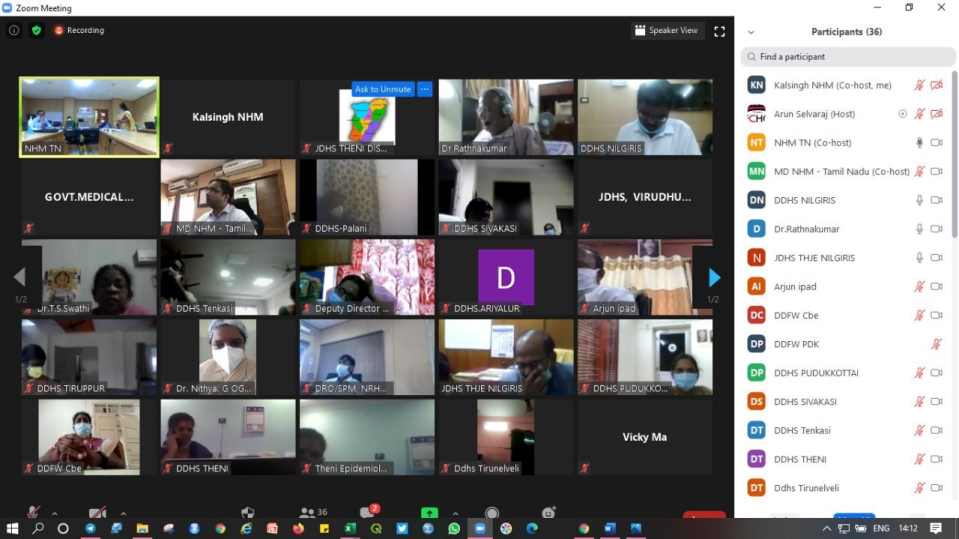 Zoom Meeting
Recording
Speaker View
Participants (36)
Find a participant
Ask to Unmute
NHM TN
Kalsingh NHM
JDHS THENI DIS...
Dr.Rathnakumar
DDHS NILGIRIS
GOVT.MEDICAL...
MD NHM - Tamil...
DDHS-Palani
DDHS SIVAKASI
JDHS, VIRUDHU...
1/2
Dr.T.S.Swathi
DDHS Tenkasi
Deputy Director ...
D
DDHS.ARIYALUR
Arjun ipad
1/2
DDHS TIRUPPUR
Dr. Nithya. G OG...
DRO/SPM, NRH...
JDHS THJE NILGIRIS
DDHS PUDUKKO...
DDFW Cbe
DDHS THENI
Theni Epidemiol...
Ddhs Tirunelveli
Vicky Ma
KN Kalsingh NHM (Co-host, me)
Arun Selvaraj (Host)
NT NHM TN (Co-host)
MN MD NHM - Tamil Nadu (Co-host)
DN DDHS NILGIRIS
D Dr.Rathnakumar
N JDHS THJE NILGIRIS
AI Arjun ipad
DC DDFW Cbe
DP DDFW PDK
DP DDHS PUDUKKOTTAI
DS DDHS SIVAKASI
DT DDHS Tenkasi
DT DDHS THENI
DT Ddhs Tirunelveli
36
2
ENG
14:12